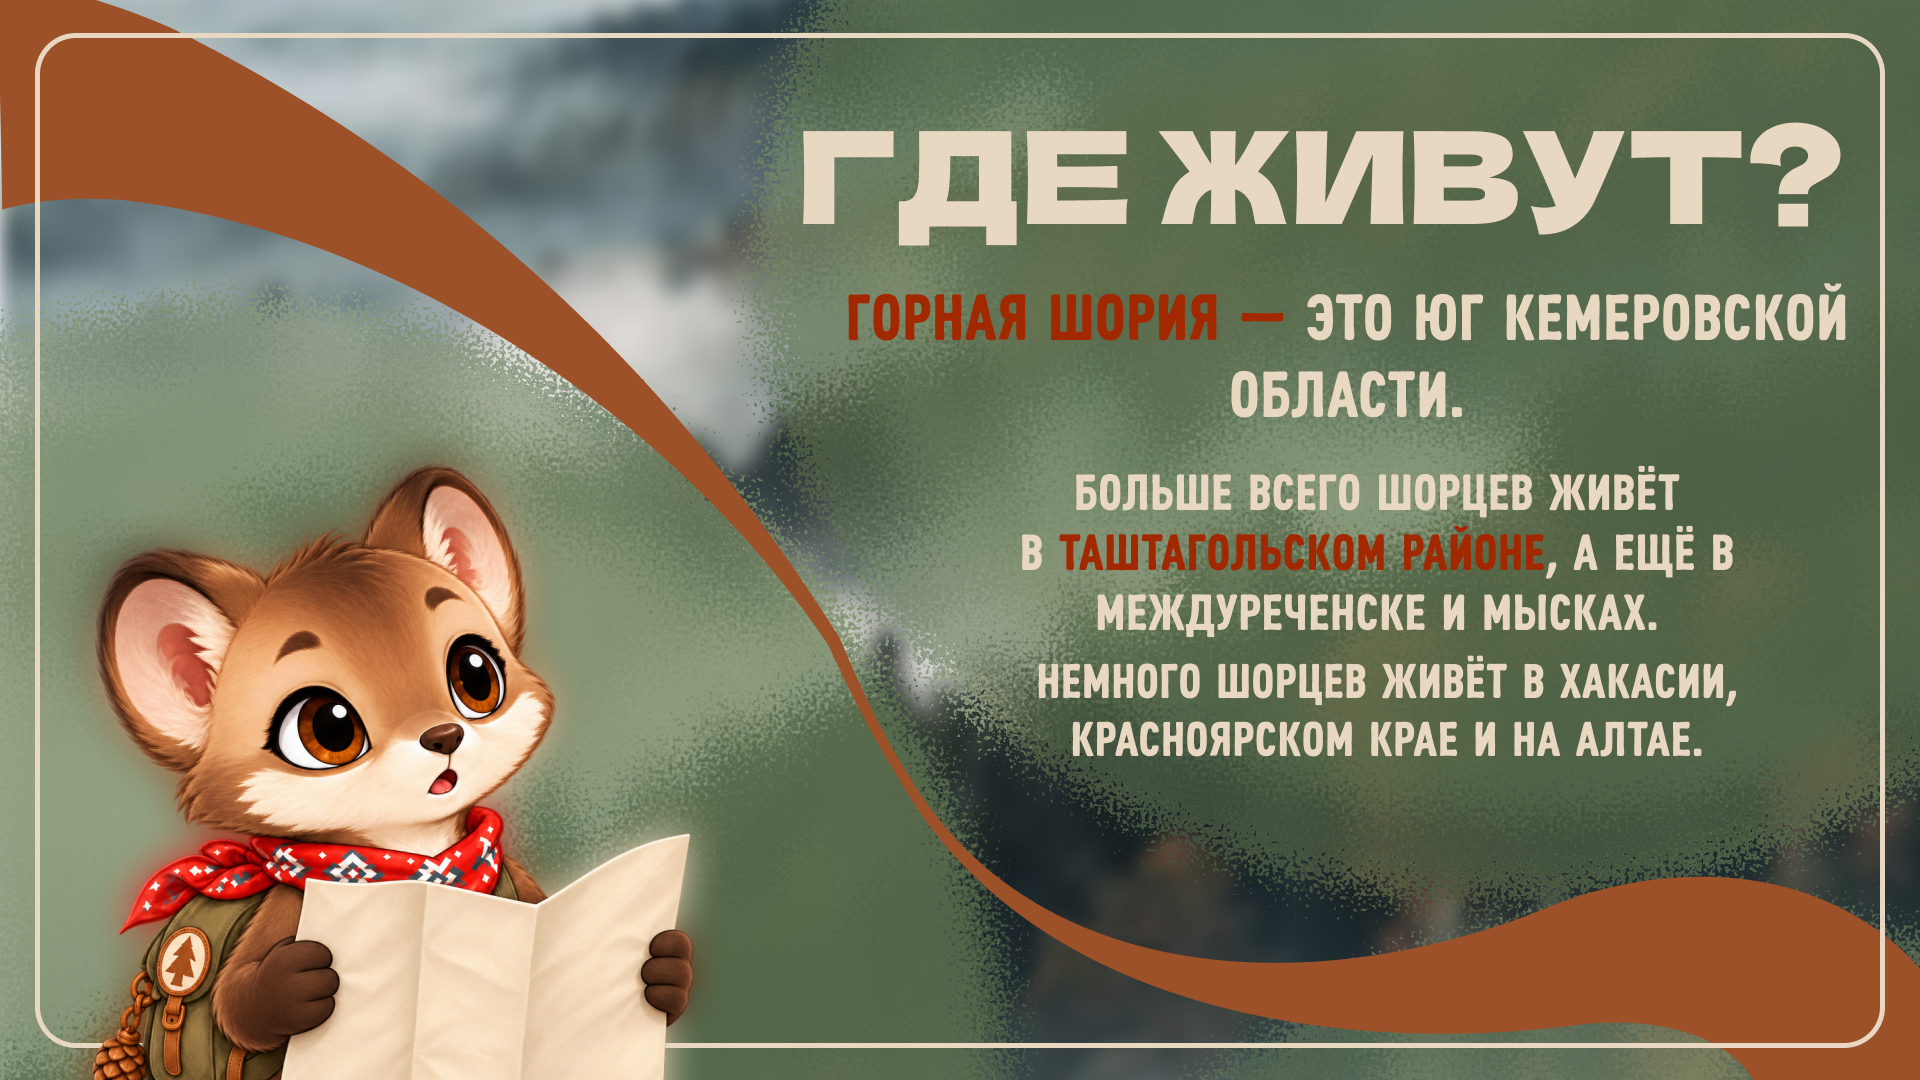 ГДЕ ЖИВУТ?
ГОРНАЯ ШОРИЯ — ЭТО ЮГ КЕМЕРОВСКОЙ
ОБЛАСТИ.
БОЛЬШЕ ВСЕГО ШОРЦЕВ ЖИВЁТ
В ТАШТАГОЛЬСКОМ РАЙОНЕ, А ЕЩЁ В
МЕЖДУРЕЧЕНСКЕ И МЫСКАХ.
НЕМНОГО ШОРЦЕВ ЖИВЁТ В ХАКАСИИ,
КРАСНОЯРСКОМ КРАЕ И НА АЛТАЕ.